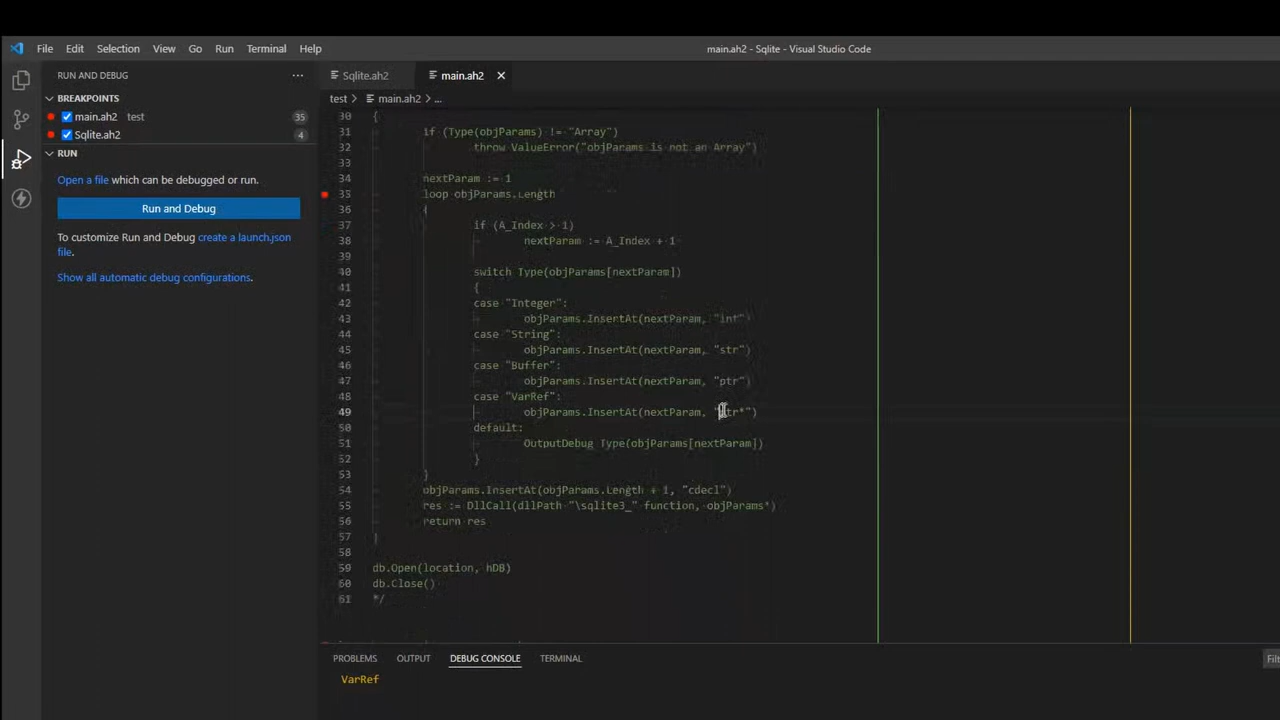 File Edit Selection View Go Run Terminal Help main.ah2 - Sqlite - Visual Studio Code
RUN AND DEBUG ...
Sqlite.ah2 main.ah2
BREAKPOINTS
main.ah2 test 35
Sqlite.ah2 4
RUN
Open a file which can be debugged or run.
Run and Debug
To customize Run and Debug create a launch.json
file.
Show all automatic debug configurations.
test > main.ah2 > ...
30 {
31 if (Type(objParams) != "Array")
32 throw ValueError("objParams is not an Array")
33
34 nextParam := 1
35 loop objParams.Length
36 {
37 if (A_Index > 1)
38 nextParam := A_Index + 1
39
40 switch Type(objParams[nextParam])
41 {
42 case "Integer":
43 objParams.InsertAt(nextParam, "int")
44 case "String":
45 objParams.InsertAt(nextParam, "str")
46 case "Buffer":
47 objParams.InsertAt(nextParam, "ptr")
48 case "VarRef":
49 objParams.InsertAt(nextParam,
50 default:
51 OutputDebug Type(objParams[nextParam])
52 }
53 }
54 objParams.InsertAt(objParams.Length + 1, "cdecl")
55 res := DllCall(dllPath "\sqlite3_" function, objParams*)
56 return res
57 }
58
59 db.Open(location, hDB)
60 db.Close()
61 */
PROBLEMS OUTPUT DEBUG CONSOLE TERMINAL
VarRef